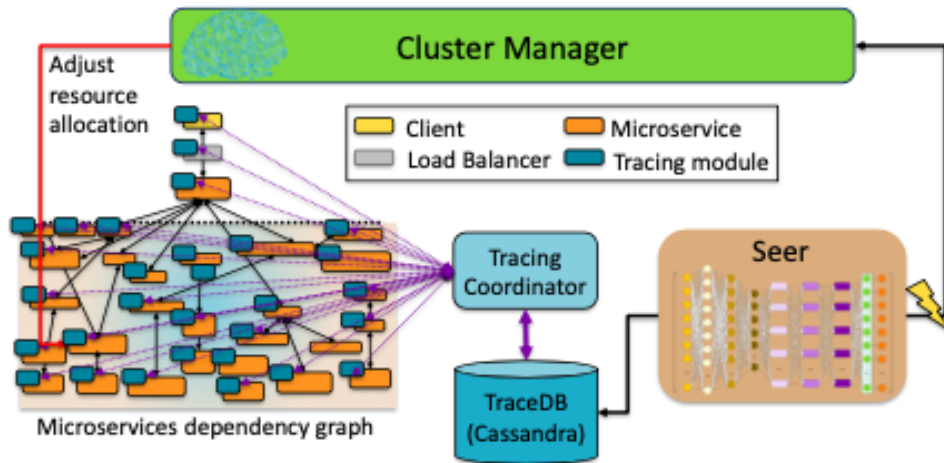 Cluster Manager
Adjust
resource
allocation
Client
Microservice
Load Balancer
Tracing module
Tracing
Coordinator
Seer
TraceDB
(Cassandra)
Microservices dependency graph